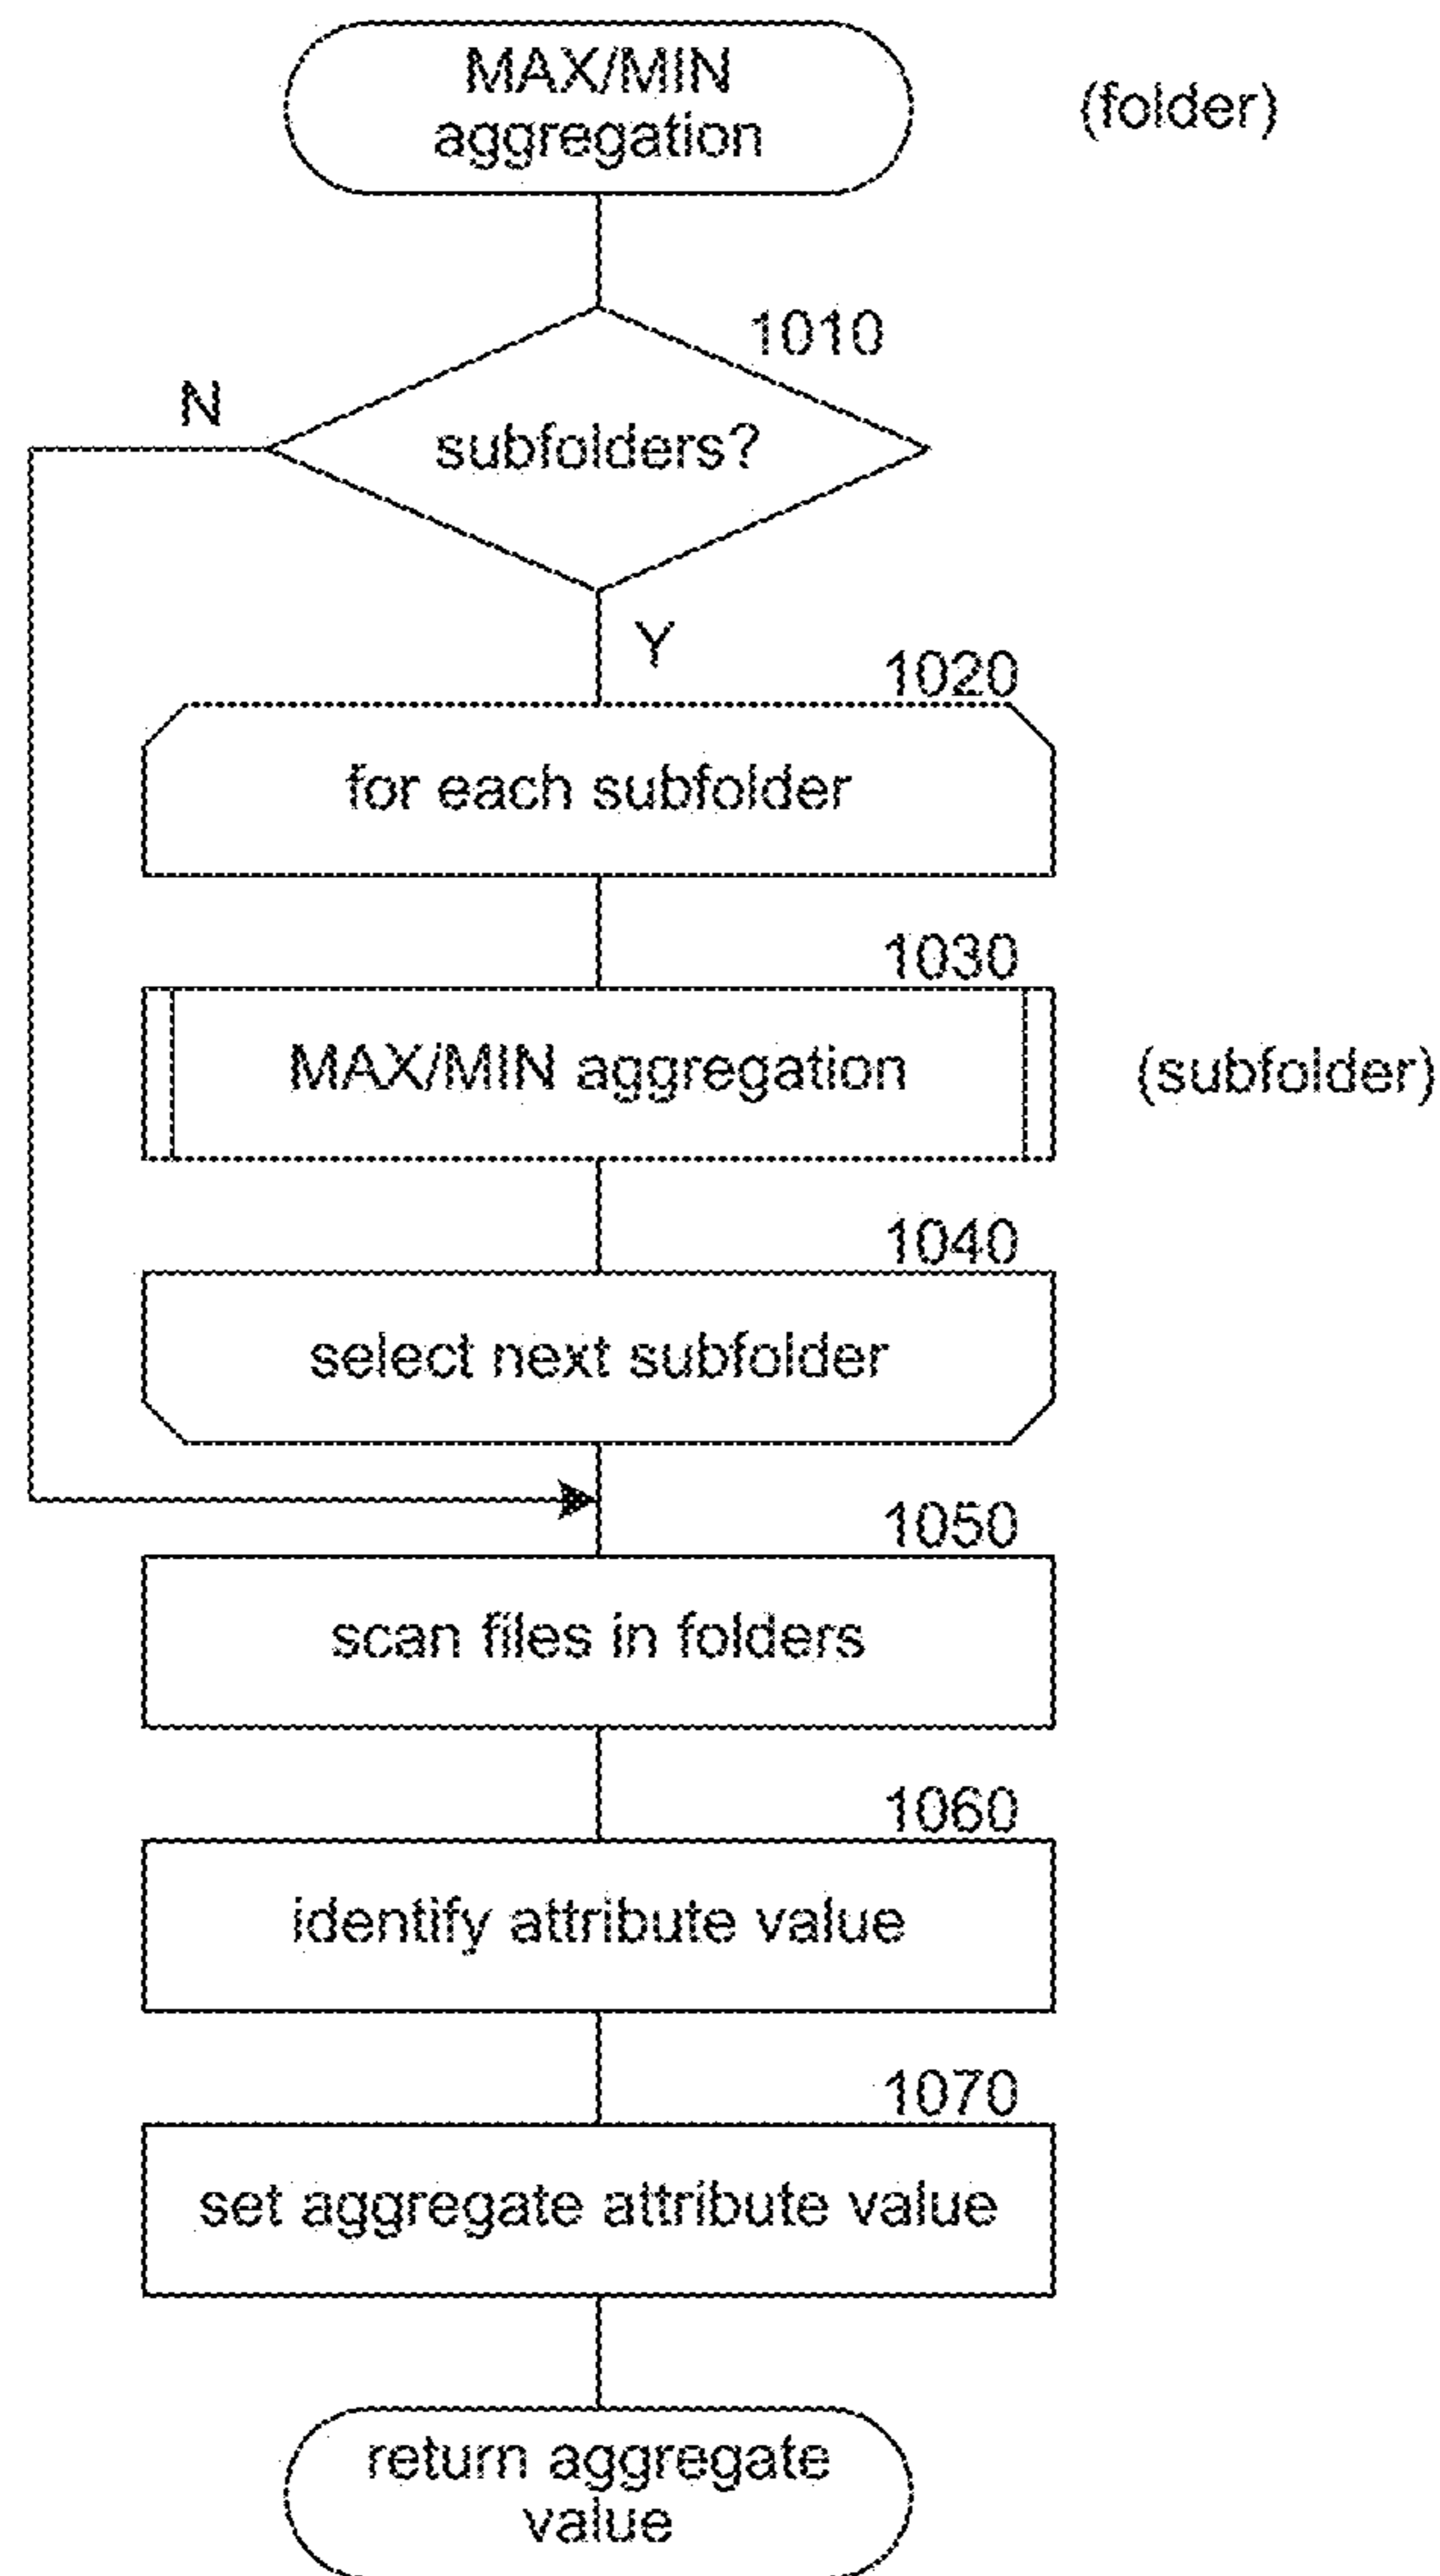 MAX/MIN
aggregation
(folder)
1010
N
subfolders?
Y
1020
for each subfolder
1030
MAX/MIN aggregation
(subfolder)
1040
select next subfolder
1050
scan files in folders
1060
identify attribute value
1070
set aggregate attribute value
return aggregate
value